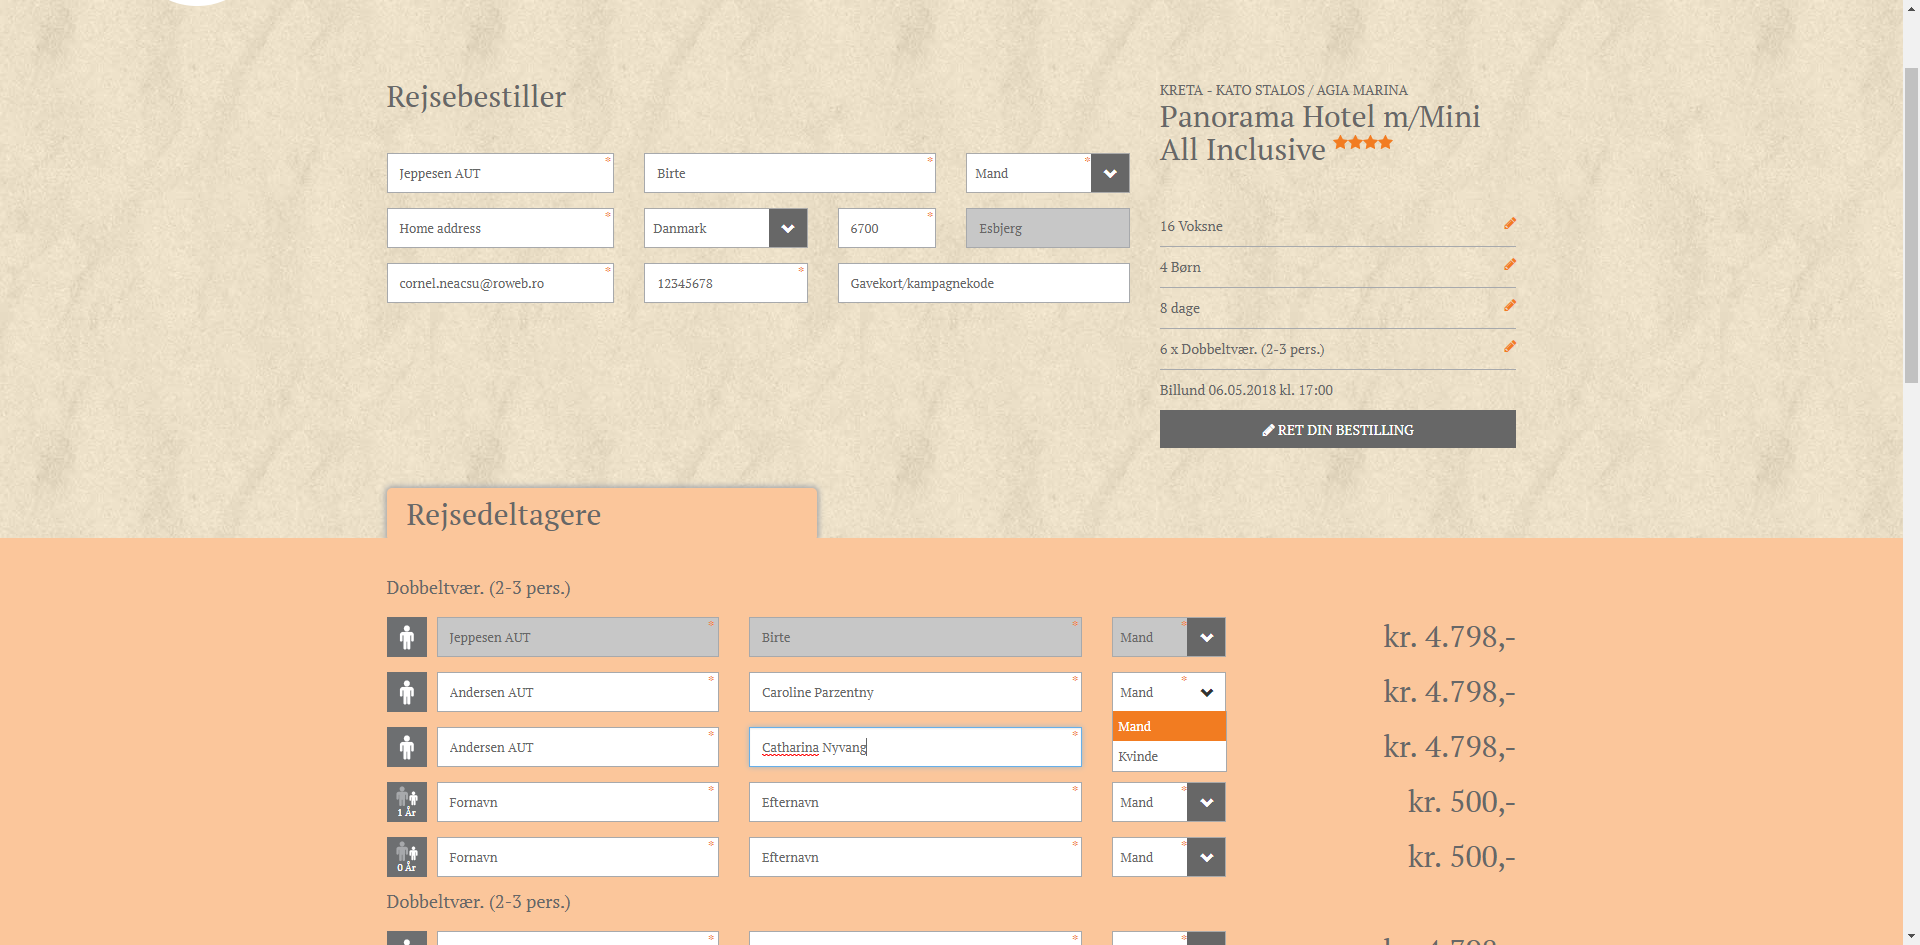 Rejsebestiller
Jeppesen AUT * Birte * Mand *
Home address * Danmark 6700 * Esbjerg
cornel.neacsu@roweb.ro * 12345678 * Gavekort/kampagnekode
KRETA - KATO STALOS / AGIA MARINA
Panorama Hotel m/Mini
All Inclusive
16 Voksne
4 Børn
8 dage
6 x Dobbeltvær. (2-3 pers.)
Billund 06.05.2018 kl. 17:00
RET DIN BESTILLING
Rejsedeltagere
Dobbeltvær. (2-3 pers.)
Jeppesen AUT * Birte * Mand * kr. 4.798,-
Andersen AUT * Caroline Parzentny * Mand * kr. 4.798,-
Mand
Andersen AUT * Catharina Nyvang * kr. 4.798,-
Kvinde
1 År Fornavn * Efternavn * Mand * kr. 500,-
0 År Fornavn * Efternavn * Mand * kr. 500,-
Dobbeltvær. (2-3 pers.)
* * *